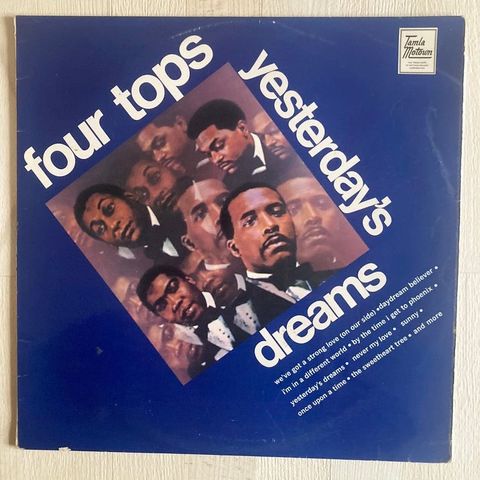 four tops
yesterday's
dreams
Tamla
Motown
we've got a strong love (on our side) • daydream believer •
i'm in a different world • by the time i get to phoenix •
yesterday's dreams • never my love • sunny •
once upon a time • the sweetheart tree • and more